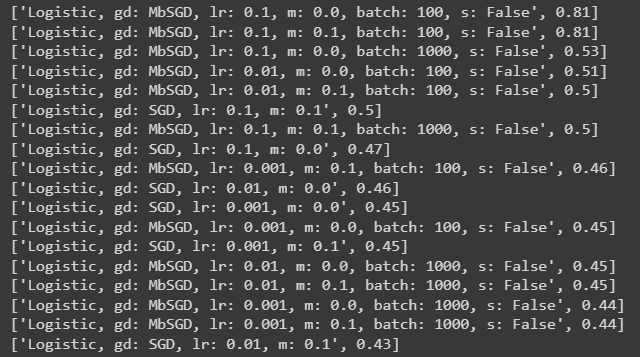 ['Logistic, gd: MbSGD, lr: 0.1, m: 0.0, batch: 100, s: False', 0.81]
['Logistic, gd: MbSGD, lr: 0.1, m: 0.1, batch: 100, s: False', 0.81]
['Logistic, gd: MbSGD, lr: 0.1, m: 0.0, batch: 1000, s: False', 0.53]
['Logistic, gd: MbSGD, lr: 0.01, m: 0.0, batch: 100, s: False', 0.51]
['Logistic, gd: MbSGD, lr: 0.01, m: 0.1, batch: 100, s: False', 0.5]
['Logistic, gd: SGD, lr: 0.1, m: 0.1', 0.5]
['Logistic, gd: MbSGD, lr: 0.1, m: 0.1, batch: 1000, s: False', 0.5]
['Logistic, gd: SGD, lr: 0.1, m: 0.0', 0.47]
['Logistic, gd: MbSGD, lr: 0.001, m: 0.1, batch: 100, s: False', 0.46]
['Logistic, gd: SGD, lr: 0.01, m: 0.0', 0.46]
['Logistic, gd: SGD, lr: 0.001, m: 0.0', 0.45]
['Logistic, gd: MbSGD, lr: 0.001, m: 0.0, batch: 100, s: False', 0.45]
['Logistic, gd: SGD, lr: 0.001, m: 0.1', 0.45]
['Logistic, gd: MbSGD, lr: 0.01, m: 0.0, batch: 1000, s: False', 0.45]
['Logistic, gd: MbSGD, lr: 0.01, m: 0.1, batch: 1000, s: False', 0.45]
['Logistic, gd: MbSGD, lr: 0.001, m: 0.0, batch: 1000, s: False', 0.44]
['Logistic, gd: MbSGD, lr: 0.001, m: 0.1, batch: 1000, s: False', 0.44]
['Logistic, gd: SGD, lr: 0.01, m: 0.1', 0.43]